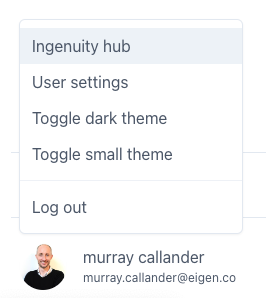 Ingenuity hub
User settings
Toggle dark theme
Toggle small theme
Log out
murray callander
murray.callander@eigen.co